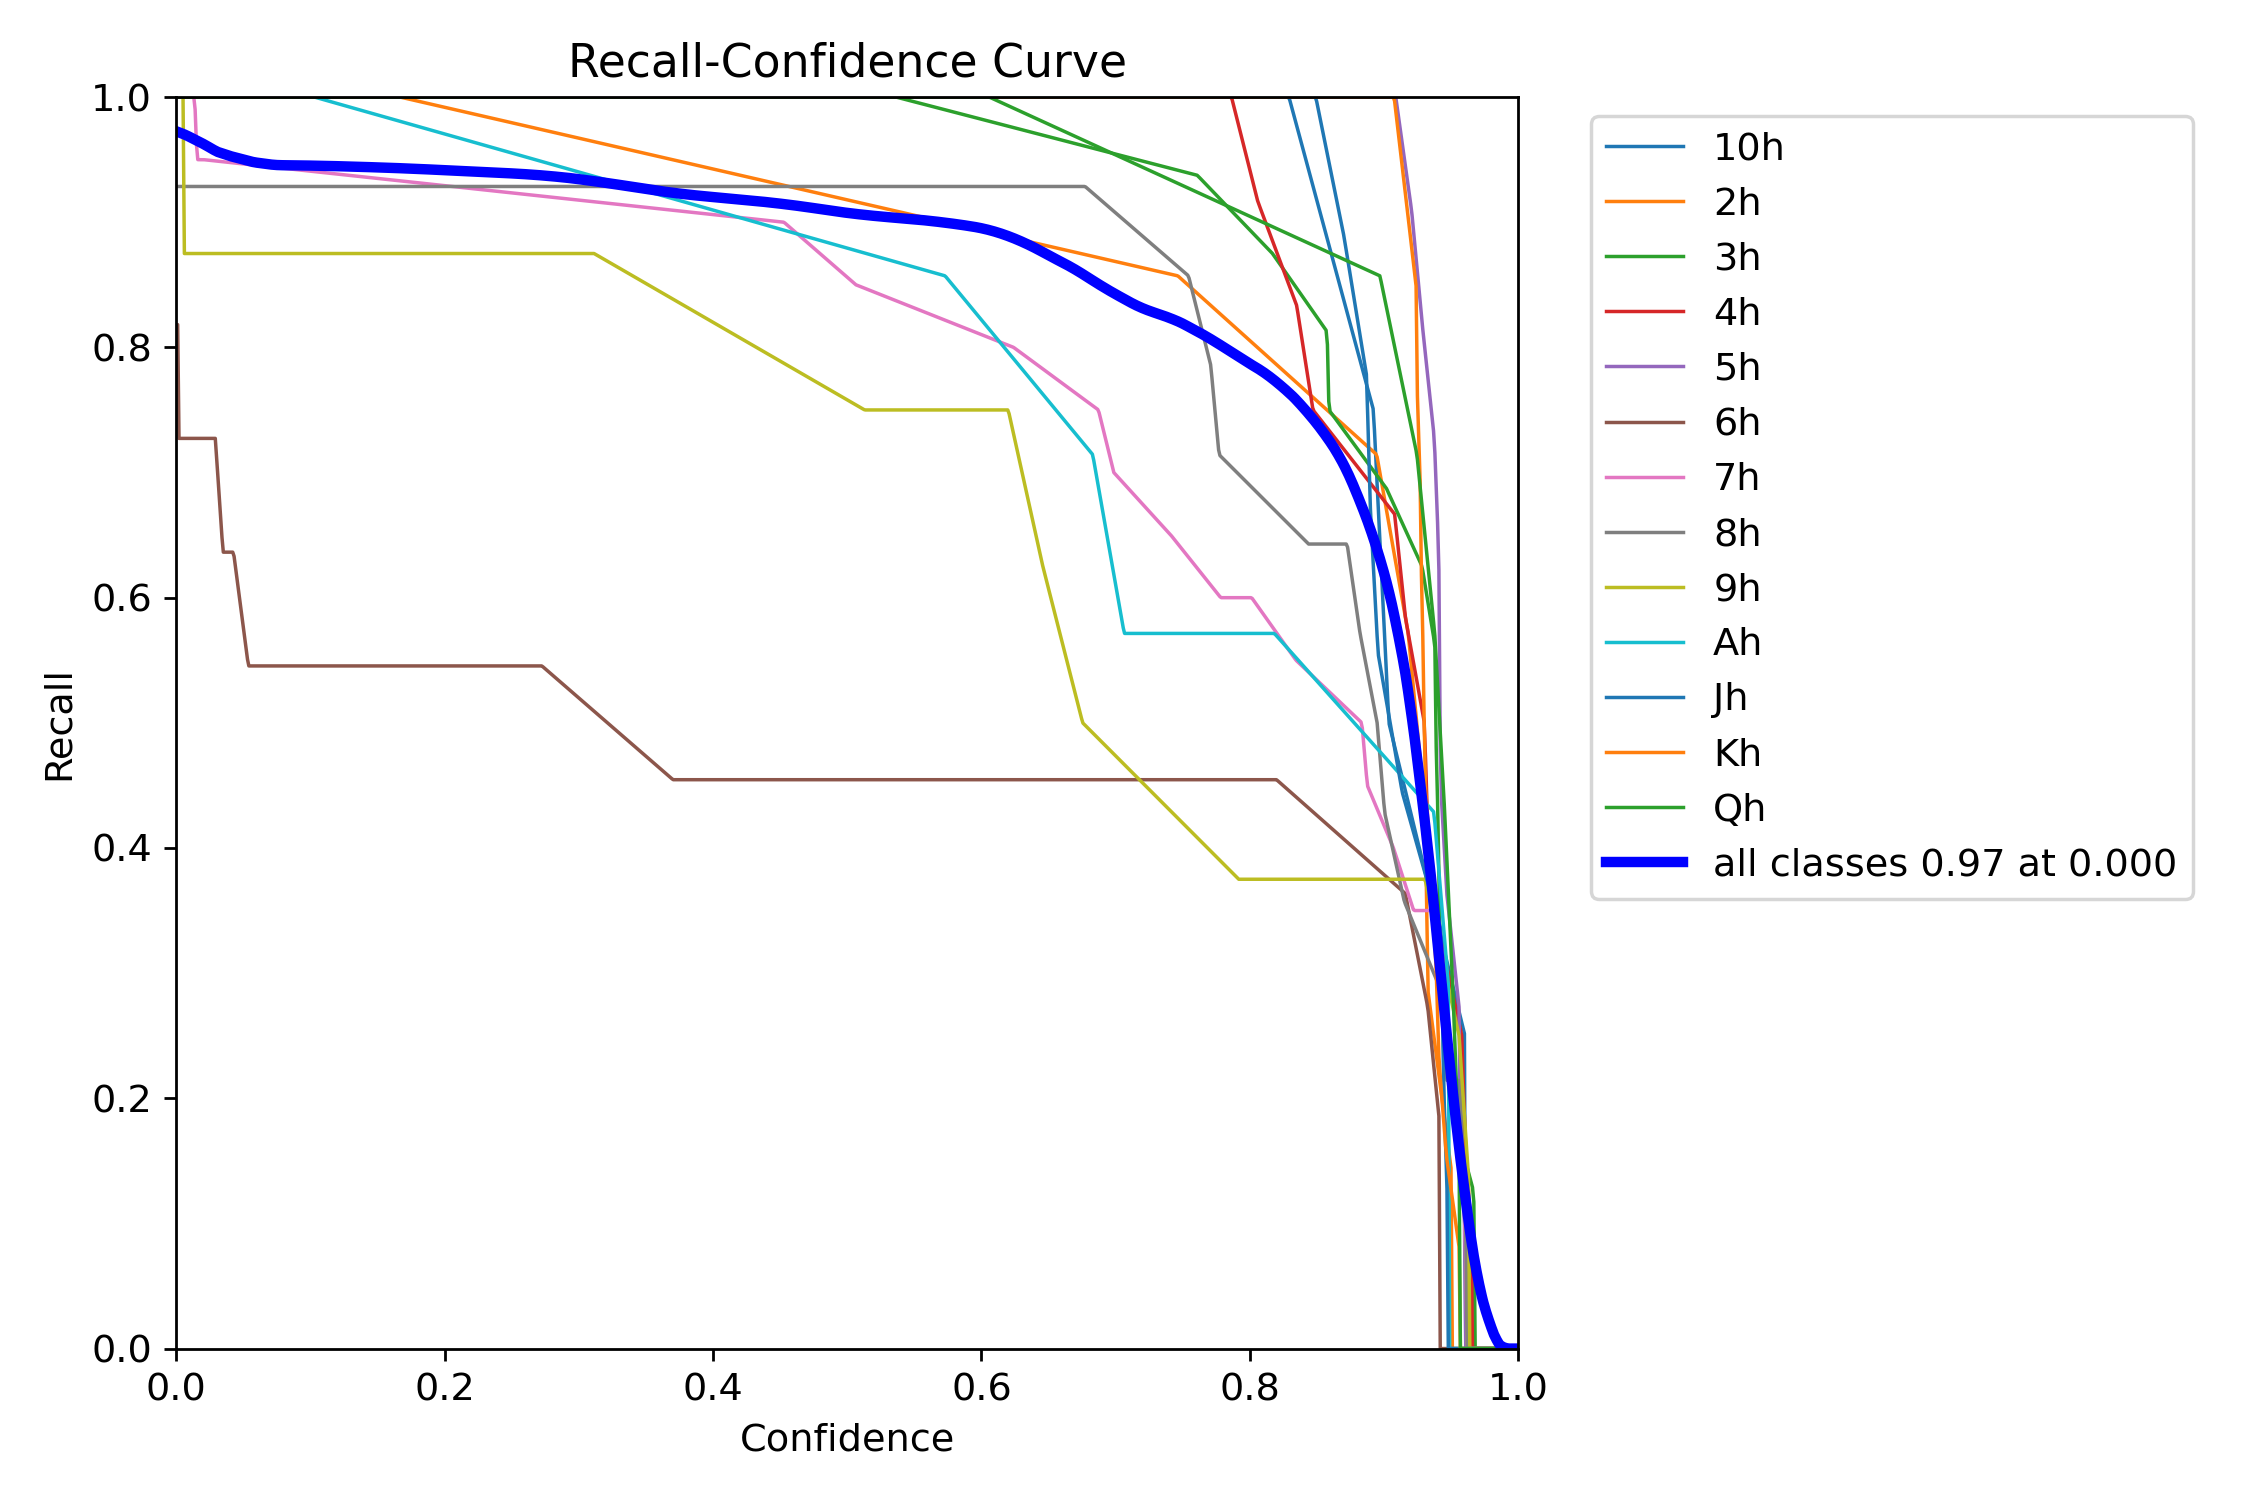 Recall-Confidence Curve
1.0
0.8
0.6
0.4
0.2
0.0
Recall
0.0 0.2 0.4 0.6 0.8 1.0
Confidence
10h
2h
3h
4h
5h
6h
7h
8h
9h
Ah
Jh
Kh
Qh
all classes 0.97 at 0.000